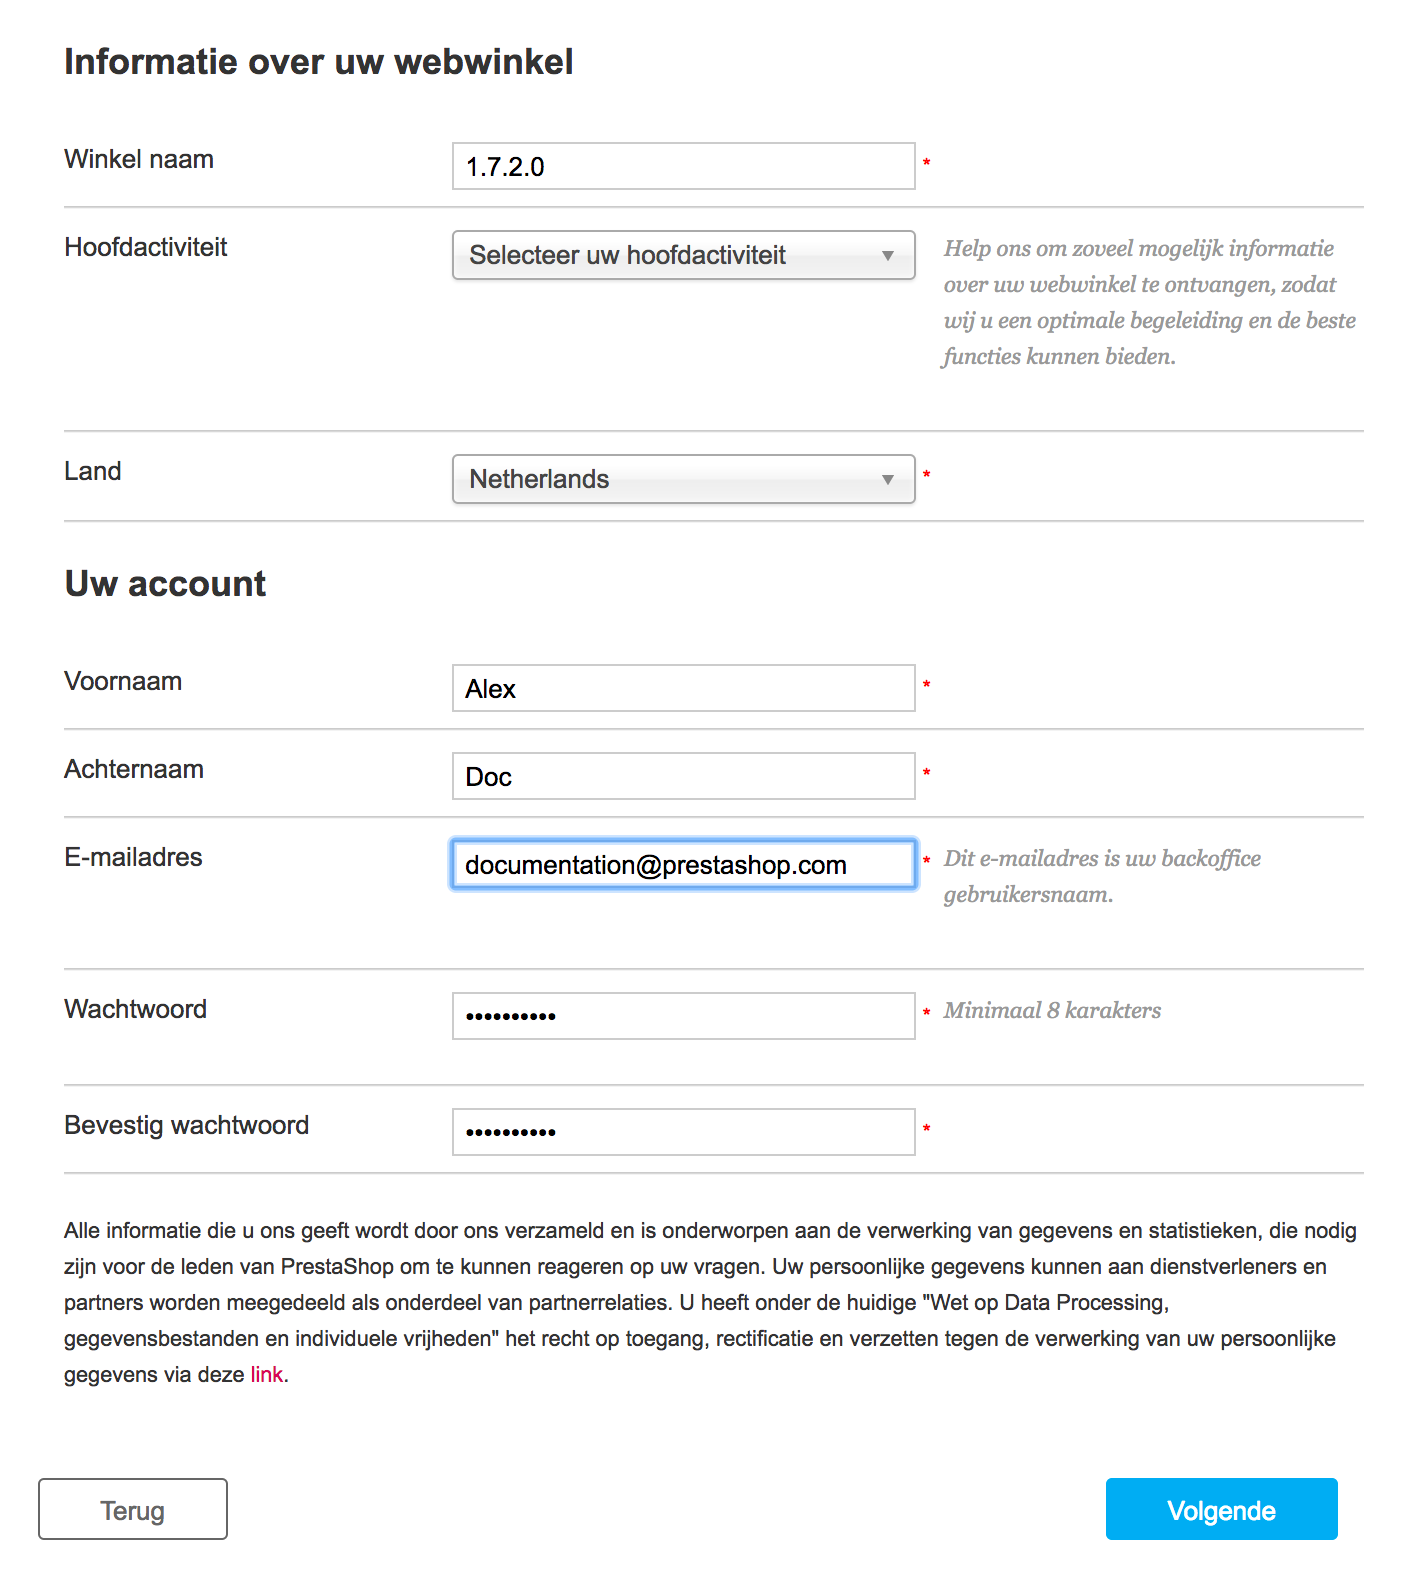 Informatie over uw webwinkel
Winkel naam
1.7.2.0 *
Hoofdactiviteit
Selecteer uw hoofdactiviteit ▼
Help ons om zoveel mogelijk informatie
over uw webwinkel te ontvangen, zodat
wij u een optimale begeleiding en de beste
functies kunnen bieden.
Land
Netherlands ▼ *
Uw account
Voornaam
Alex *
Achternaam
Doc *
E-mailadres
documentation@prestashop.com *
Dit e-mailadres is uw backoffice
gebruikersnaam.
Wachtwoord
•••••••••• *
Minimaal 8 karakters
Bevestig wachtwoord
•••••••••• *
Alle informatie die u ons geeft wordt door ons verzameld en is onderworpen aan de verwerking van gegevens en statistieken, die nodig
zijn voor de leden van PrestaShop om te kunnen reageren op uw vragen. Uw persoonlijke gegevens kunnen aan dienstverleners en
partners worden meegedeeld als onderdeel van partnerrelaties. U heeft onder de huidige "Wet op Data Processing,
gegevensbestanden en individuele vrijheden" het recht op toegang, rectificatie en verzetten tegen de verwerking van uw persoonlijke
gegevens via deze link.
Terug
Volgende